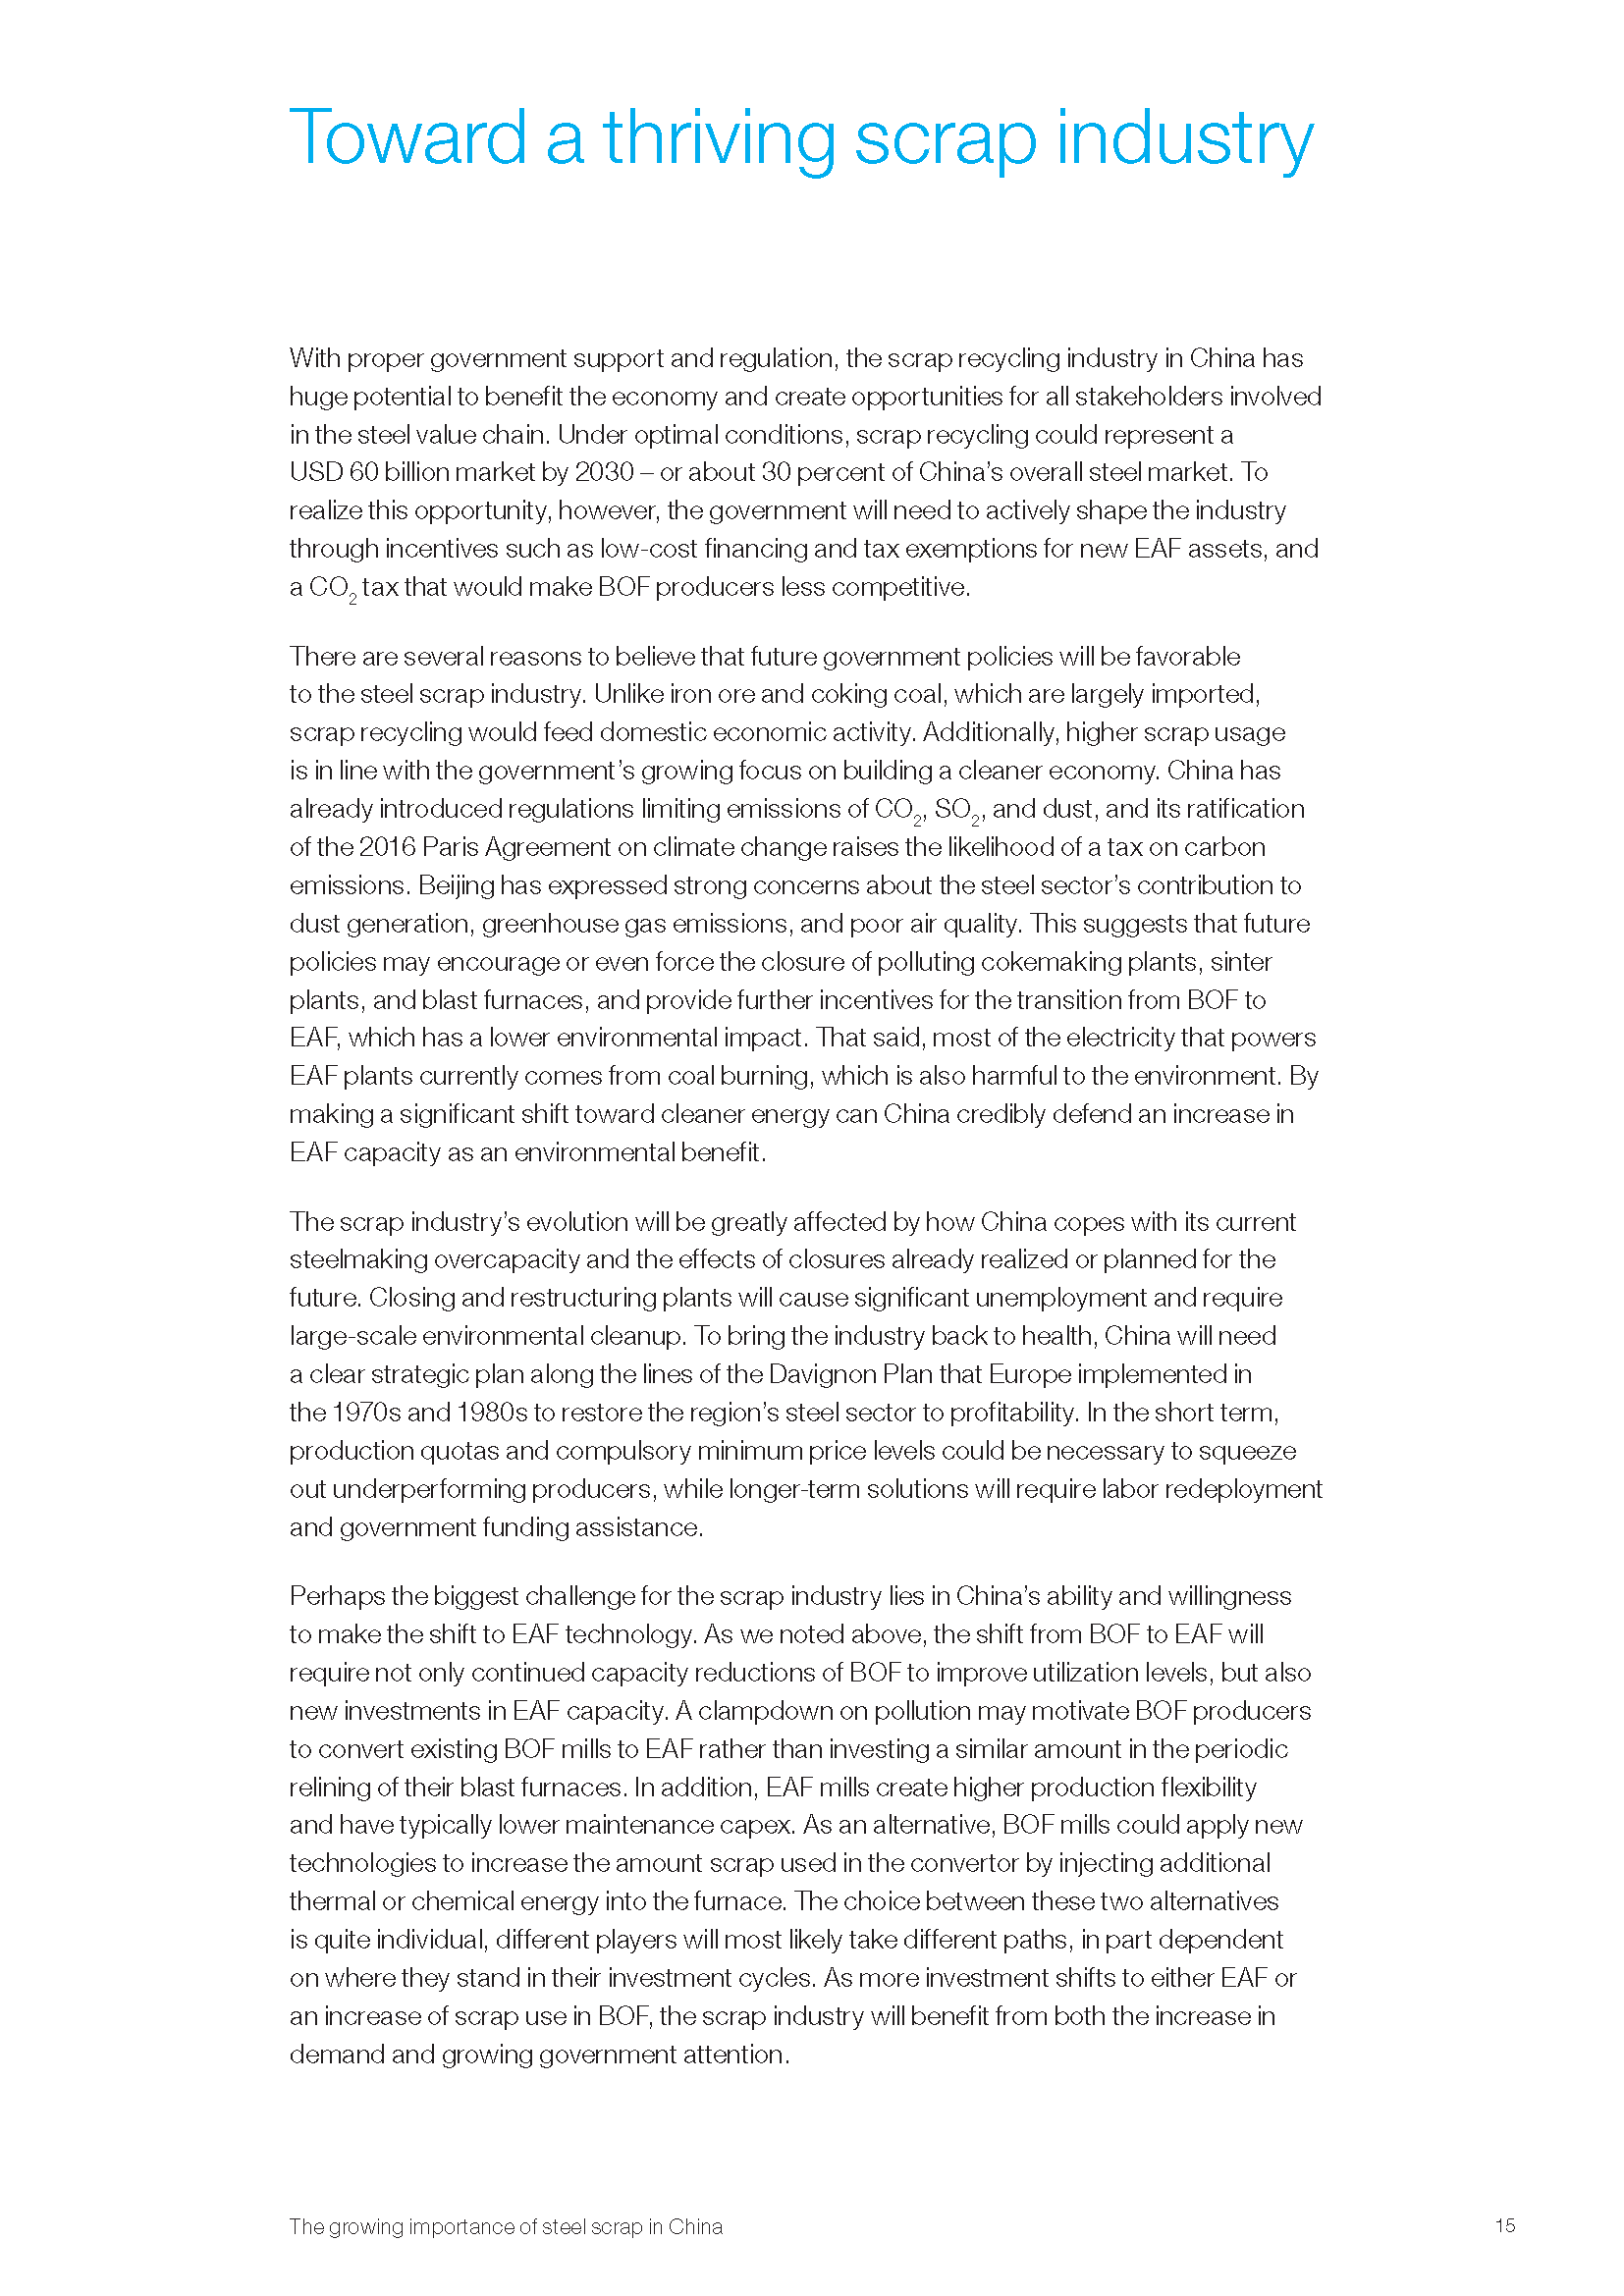 Toward a thriving scrap industry
With proper government support and regulation, the scrap recycling industry in China has
huge potential to benefit the economy and create opportunities for all stakeholders involved
in the steel value chain. Under optimal conditions, scrap recycling could represent a
USD 60 billion market by 2030 – or about 30 percent of China’s overall steel market. To
realize this opportunity, however, the government will need to actively shape the industry
through incentives such as low-cost financing and tax exemptions for new EAF assets, and
a CO₂ tax that would make BOF producers less competitive.
There are several reasons to believe that future government policies will be favorable
to the steel scrap industry. Unlike iron ore and coking coal, which are largely imported,
scrap recycling would feed domestic economic activity. Additionally, higher scrap usage
is in line with the government’s growing focus on building a cleaner economy. China has
already introduced regulations limiting emissions of CO₂, SO₂, and dust, and its ratification
of the 2016 Paris Agreement on climate change raises the likelihood of a tax on carbon
emissions. Beijing has expressed strong concerns about the steel sector’s contribution to
dust generation, greenhouse gas emissions, and poor air quality. This suggests that future
policies may encourage or even force the closure of polluting cokemaking plants, sinter
plants, and blast furnaces, and provide further incentives for the transition from BOF to
EAF, which has a lower environmental impact. That said, most of the electricity that powers
EAF plants currently comes from coal burning, which is also harmful to the environment. By
making a significant shift toward cleaner energy can China credibly defend an increase in
EAF capacity as an environmental benefit.
The scrap industry’s evolution will be greatly affected by how China copes with its current
steelmaking overcapacity and the effects of closures already realized or planned for the
future. Closing and restructuring plants will cause significant unemployment and require
large-scale environmental cleanup. To bring the industry back to health, China will need
a clear strategic plan along the lines of the Davignon Plan that Europe implemented in
the 1970s and 1980s to restore the region’s steel sector to profitability. In the short term,
production quotas and compulsory minimum price levels could be necessary to squeeze
out underperforming producers, while longer-term solutions will require labor redeployment
and government funding assistance.
Perhaps the biggest challenge for the scrap industry lies in China’s ability and willingness
to make the shift to EAF technology. As we noted above, the shift from BOF to EAF will
require not only continued capacity reductions of BOF to improve utilization levels, but also
new investments in EAF capacity. A clampdown on pollution may motivate BOF producers
to convert existing BOF mills to EAF rather than investing a similar amount in the periodic
relining of their blast furnaces. In addition, EAF mills create higher production flexibility
and have typically lower maintenance capex. As an alternative, BOF mills could apply new
technologies to increase the amount scrap used in the convertor by injecting additional
thermal or chemical energy into the furnace. The choice between these two alternatives
is quite individual, different players will most likely take different paths, in part dependent
on where they stand in their investment cycles. As more investment shifts to either EAF or
an increase of scrap use in BOF, the scrap industry will benefit from both the increase in
demand and growing government attention.
The growing importance of steel scrap in China
15